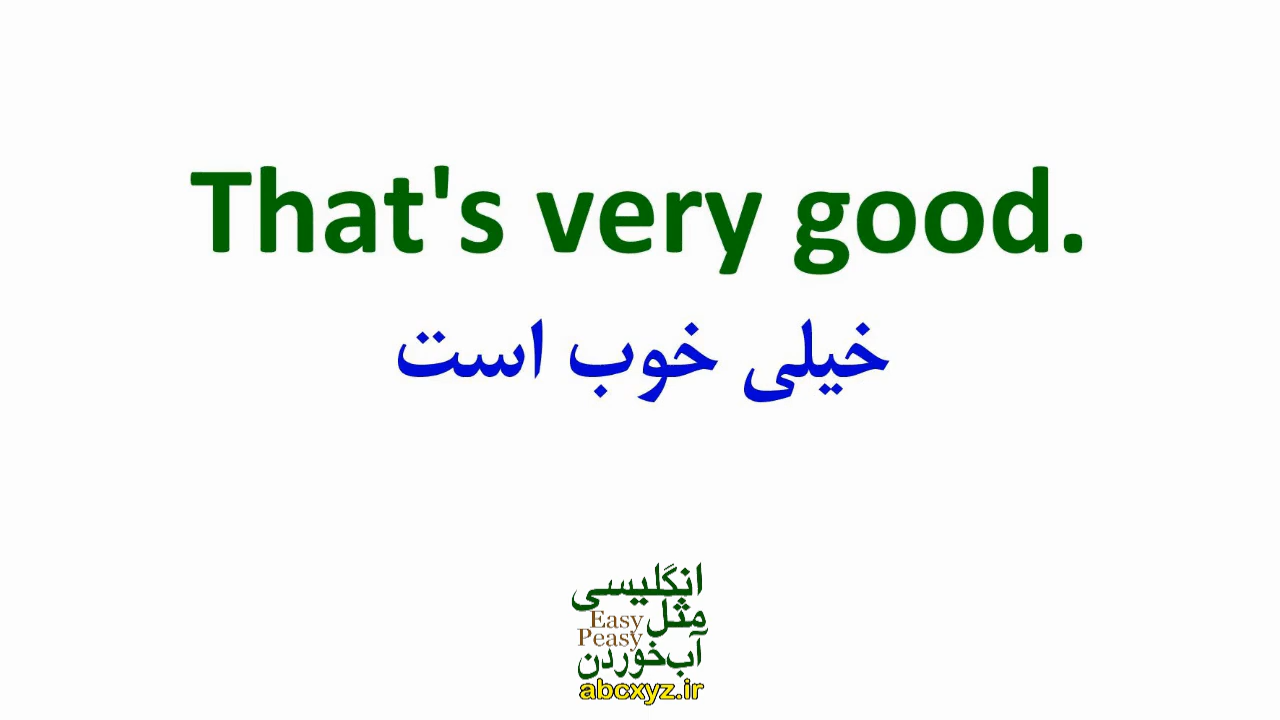 That's very good.
خیلی خوب است
انگلیسی
مثل
Easy
Peasy
آب‌خوردن
abcxyz.ir